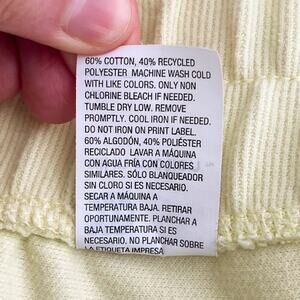 60% COTTON, 40% RECYCLED
POLYESTER MACHINE WASH COLD
WITH LIKE COLORS. ONLY NON
CHLORINE BLEACH IF NEEDED.
TUMBLE DRY LOW. REMOVE
PROMPTLY. COOL IRON IF NEEDED.
DO NOT IRON ON PRINT LABEL.
60% ALGODÓN, 40% POLIÉSTER
RECICLADO LAVAR A MÁQUINA
CON AGUA FRÍA CON COLORES
SIMILARES. SÓLO BLANQUEADOR
SIN CLORO SI ES NECESARIO.
SECAR A MÁQUINA A
TEMPERATURA BAJA. RETIRAR
OPORTUNAMENTE. PLANCHAR A
BAJA TEMPERATURA SI ES
NECESARIO. NO PLANCHAR SOBRE
LA ETIQUETA IMPRESA